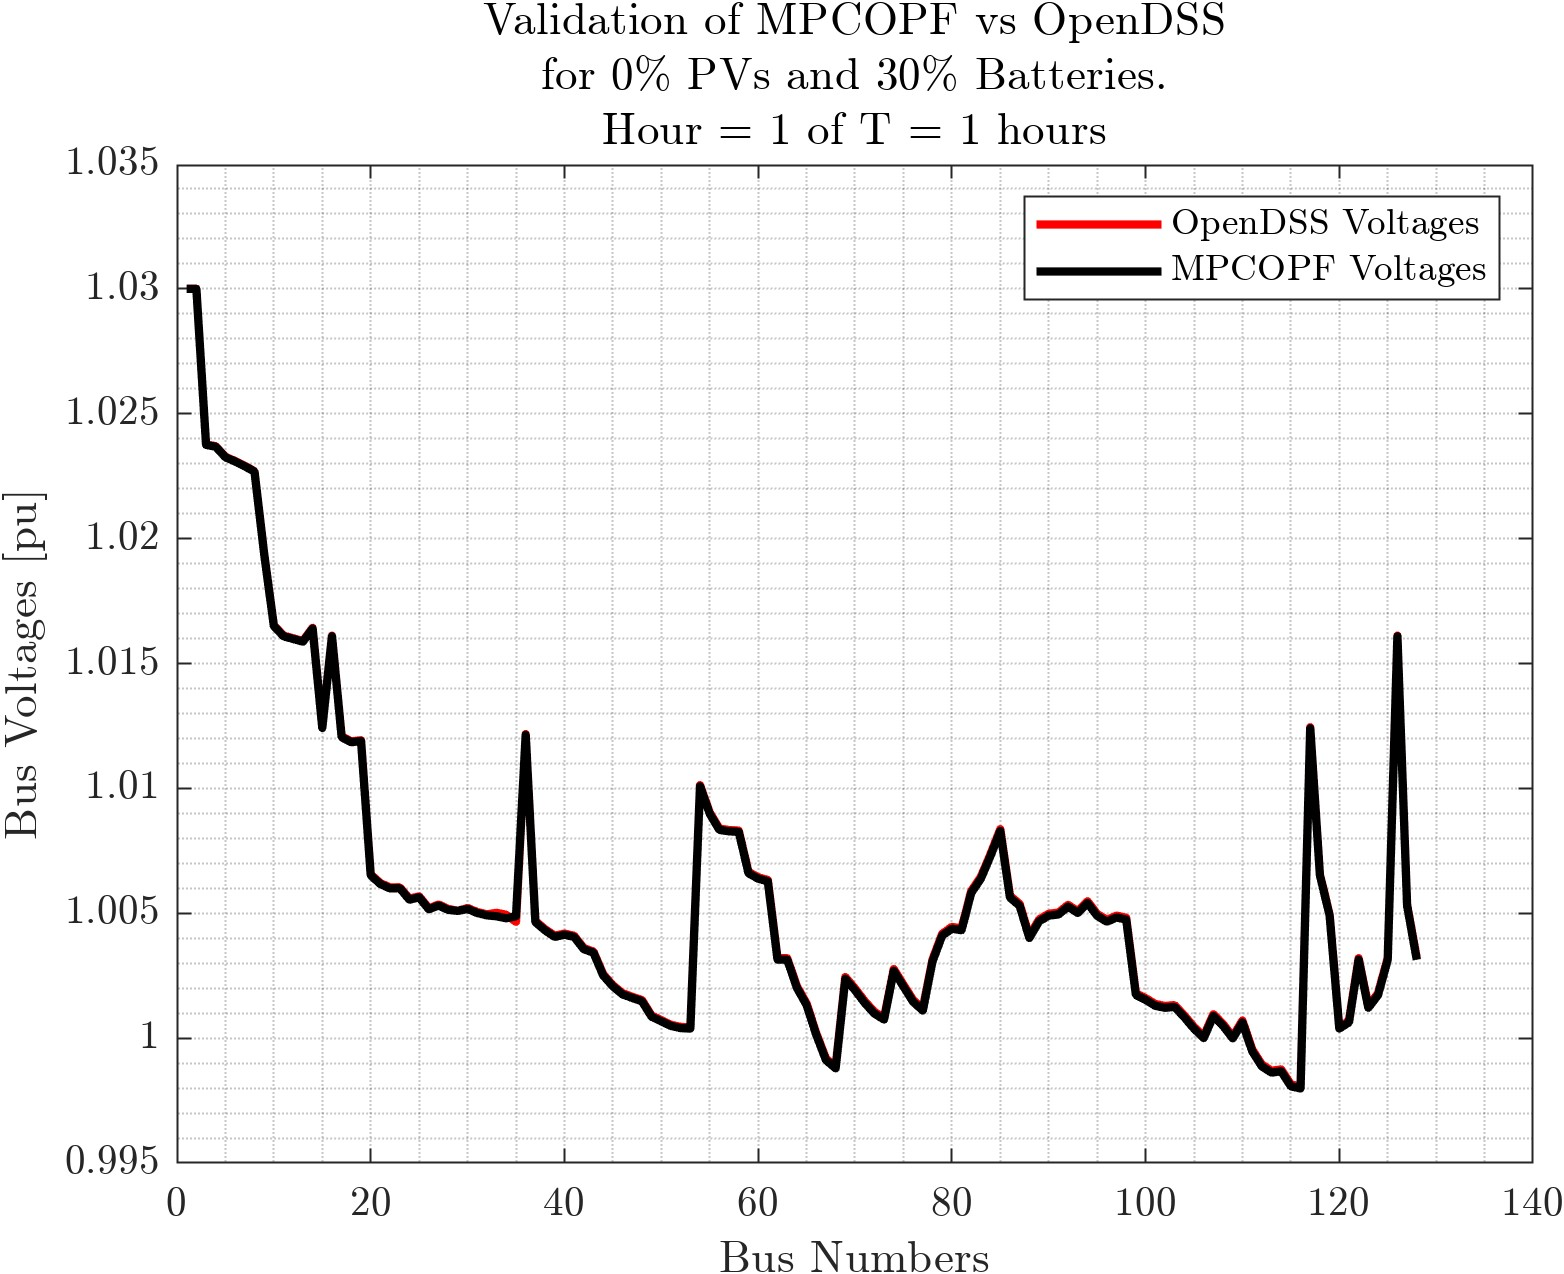 Validation of MPCOPF vs OpenDSS
for 0% PVs and 30% Batteries.
Hour = 1 of T = 1 hours
OpenDSS Voltages
MPCOPF Voltages
Bus Voltages [pu]
1.035
1.03
1.025
1.02
1.015
1.01
1.005
1
0.995
0 20 40 60 80 100 120 140
Bus Numbers